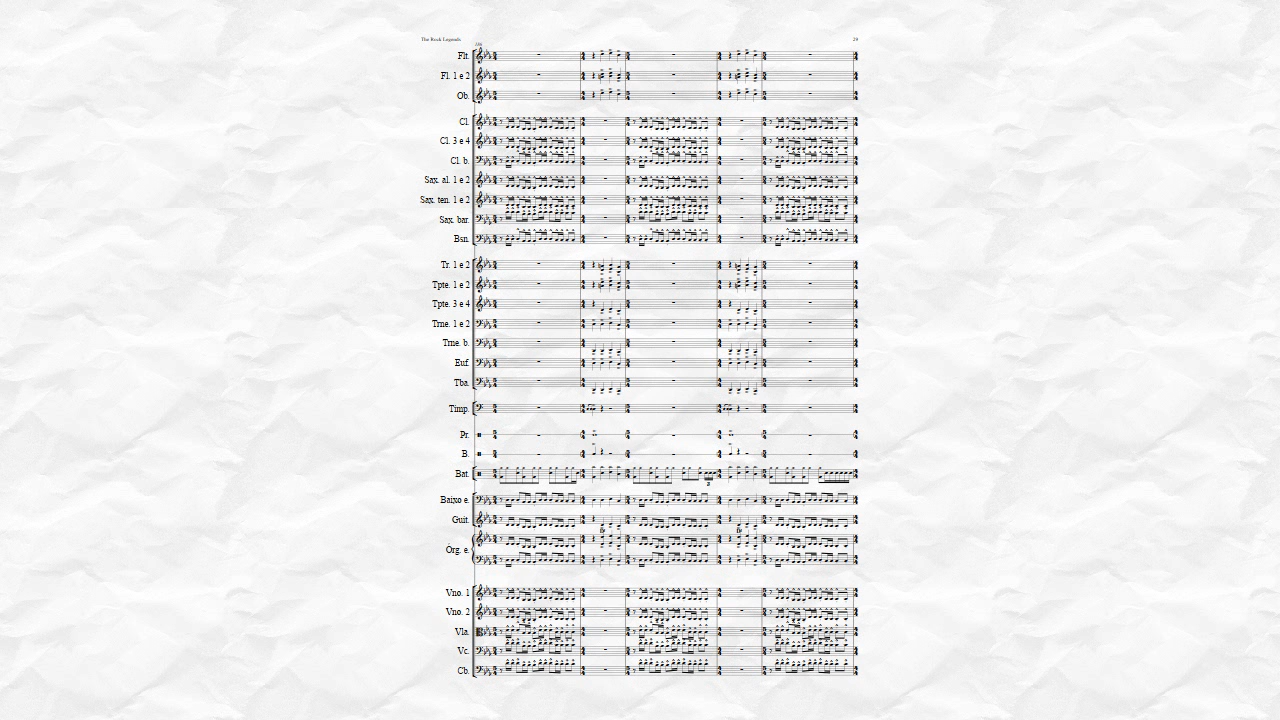 The Rock Legends 29
Flt.
Fl. 1 e 2
Ob.
Cl.
Cl. 3 e 4
Cl. b.
Sax. al. 1 e 2
Sax. ten. 1 e 2
Sax. bar.
Bsn.
Tr. 1 e 2
Tpte. 1 e 2
Tpte. 3 e 4
Trne. 1 e 2
Trne. b.
Euf.
Tba.
Timp.
Pr.
B.
Bat.
3
Baixo e.
Guit.
Órg. e.
Vno. 1
Vno. 2
Vla.
Vc.
Cb.